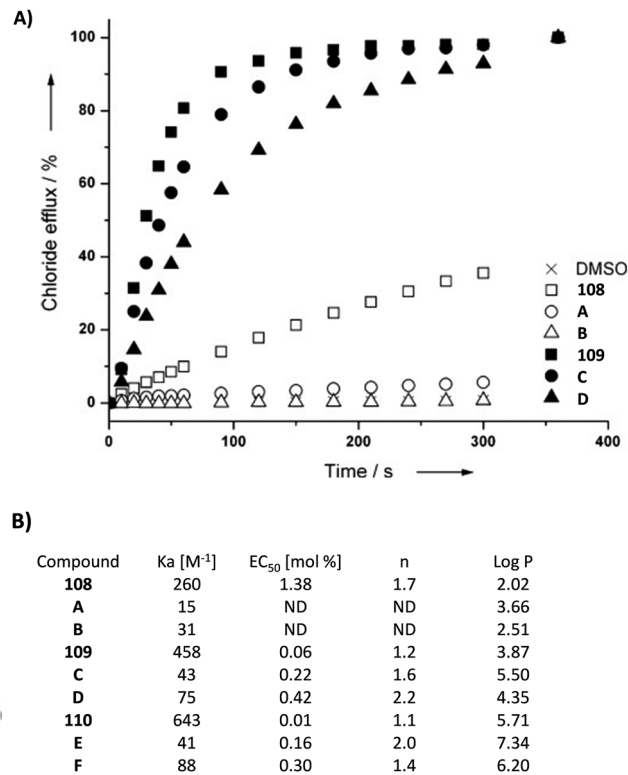 A)
100
80
60
40
20
0
Chloride efflux / %
0 100 200 300 400
Time / s
DMSO
108
A
B
109
C
D
B)
Compound Ka [M⁻¹] EC₅₀ [mol %] n Log P
108 260 1.38 1.7 2.02
A 15 ND ND 3.66
B 31 ND ND 2.51
109 458 0.06 1.2 3.87
C 43 0.22 1.6 5.50
D 75 0.42 2.2 4.35
110 643 0.01 1.1 5.71
E 41 0.16 2.0 7.34
F 88 0.30 1.4 6.20